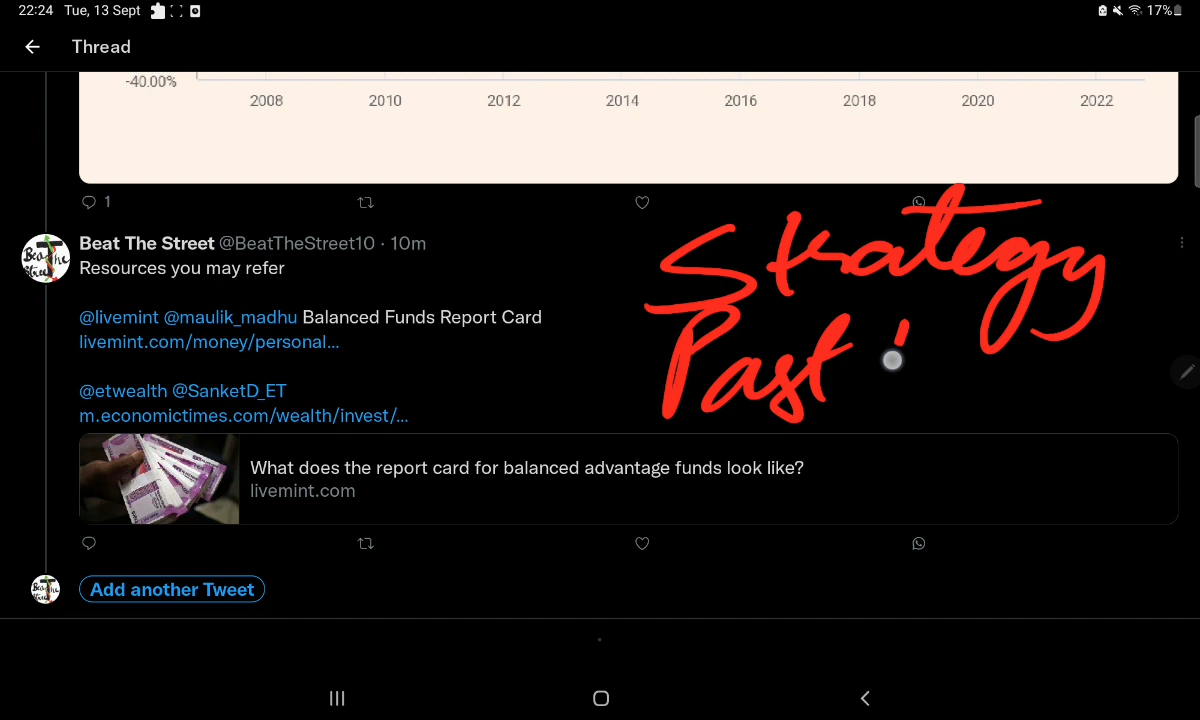 22:24 Tue, 13 Sept 17%
Thread
-40.00%
2008 2010 2012 2014 2016 2018 2020 2022
1
Beat The Street @BeatTheStreet10 · 10m
Resources you may refer
@livemint @maulik_madhu Balanced Funds Report Card
livemint.com/money/personal...
@etwealth @SanketD_ET
m.economictimes.com/wealth/invest/...
What does the report card for balanced advantage funds look like?
livemint.com
Add another Tweet
Strategy
Past